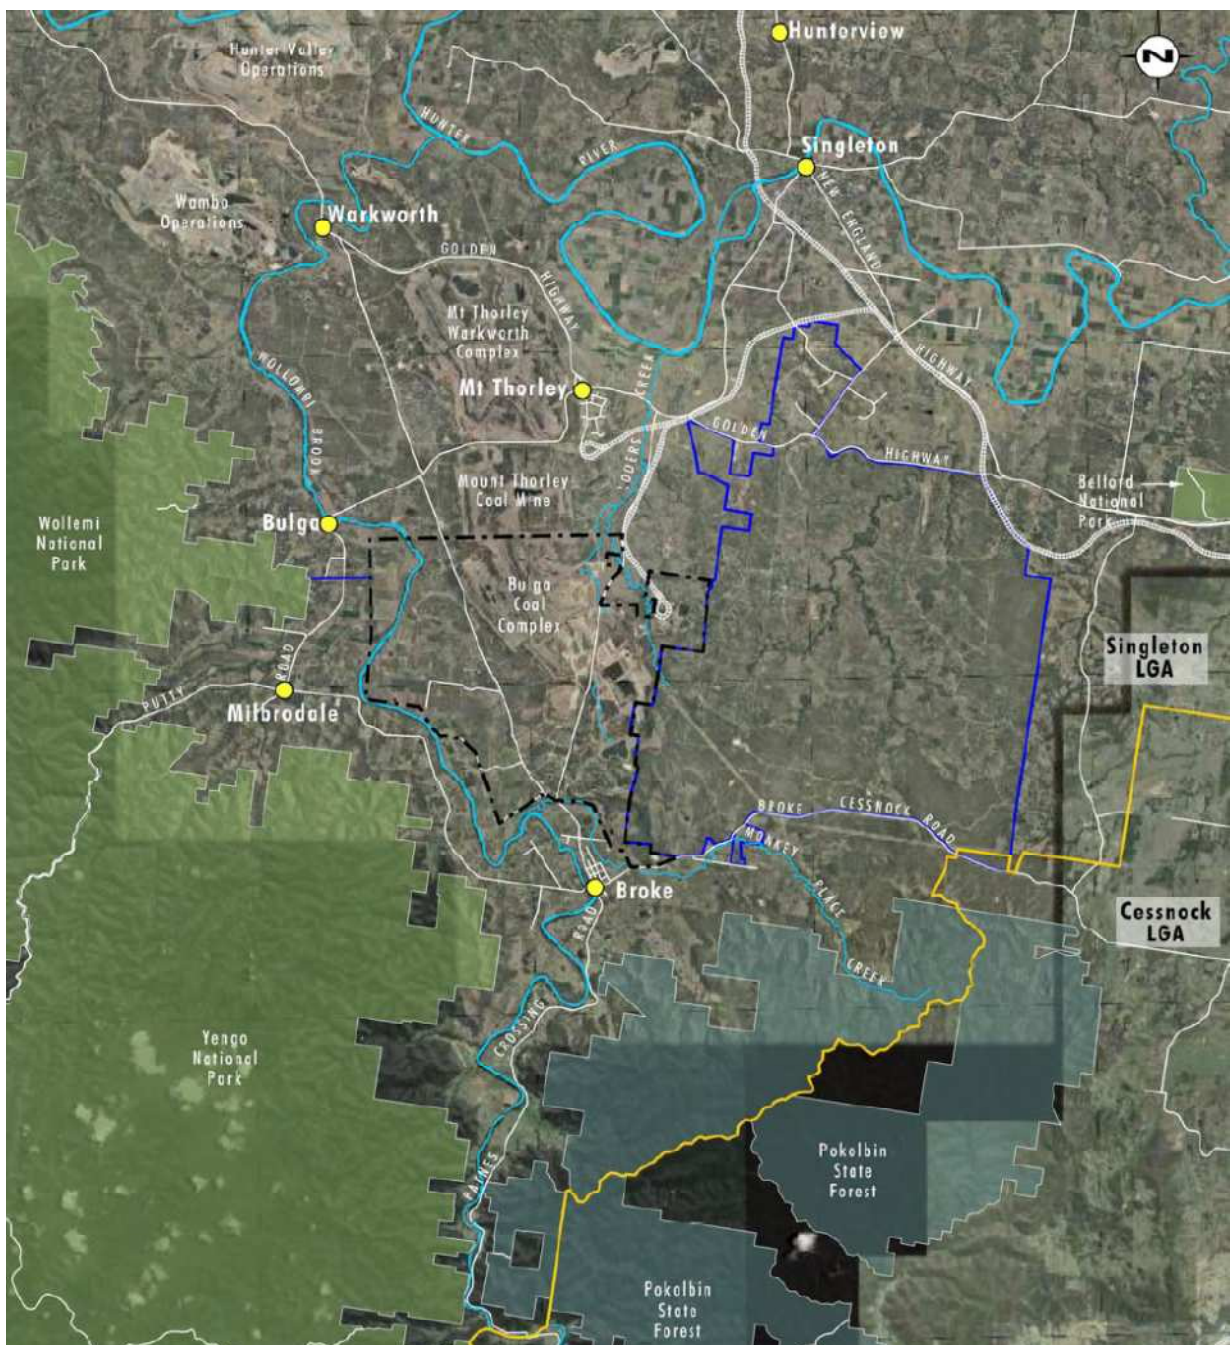 Huntorview
Hunter Valley
Operations
N
HUNTER
RIVER
Singleton
Wambo
Operations
Warkworth
NEW ENGLAND
HIGHWAY
GOLDEN
HIGHWAY
Mt Thorley
Warkworth
Complex
WOLLOMBI
BROOK
Mt Thorley
LODERS
CREEK
GOLDEN
HIGHWAY
Mount Thorley
Coal Mine
Belford
National
Park
Bulga
Wollemi
National
Park
Bulga
Coal
Complex
Singleton
LGA
PUTTY
ROAD
Milbrodale
BROKE
CESSNOCK
ROAD
MONKEY
PLACE
CREEK
Broke
Cessnock
LGA
PAYNES
CROSSING
ROAD
Yengo
National
Park
Pokolbin
State
Forest
Pokolbin
State
Forest